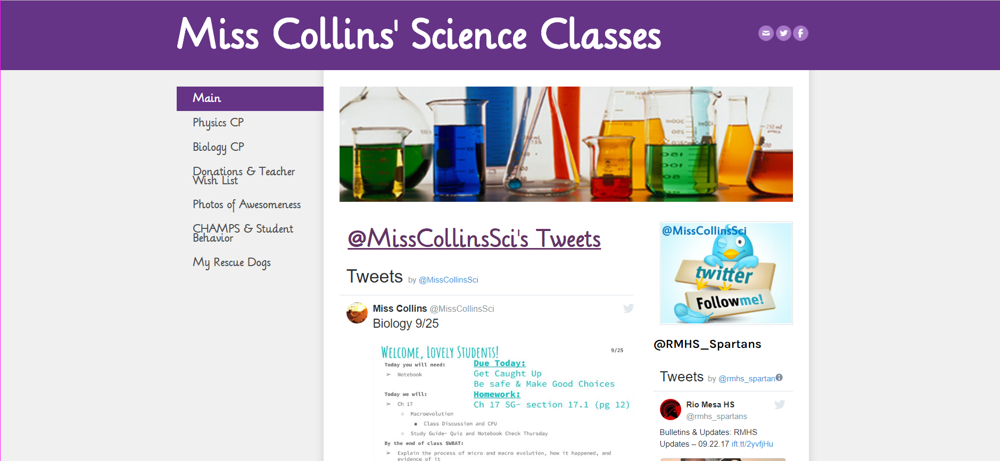 Miss Collins' Science Classes
Main
Physics CP
Biology CP
Donations & Teacher
Wish List
Photos of Awesomeness
CHAMPS & Student
Behavior
My Rescue Dogs
@MissCollinsSci's Tweets
Tweets by @MissCollinsSci
Miss Collins @MissCollinsSci
Biology 9/25
WELCOME, LOVELY STUDENTS!
9/25
Today you will need:
➢ Notebook
Today we will:
➢ Ch 17
○ Macroevolution
■ Class Discussion and CFU
○ Study Guide- Quiz and Notebook Check Thursday
By the end of class SWBAT:
➢ Explain the process of micro and macro evolution, how it happened, and
evidence of it
Due Today:
Get Caught Up
Be safe & Make Good Choices
Homework:
Ch 17 SG- section 17.1 (pg 12)
@MissCollinsSci
twitter
Followme!
@RMHS_Spartans
Tweets by @rmhs_spartan
Rio Mesa HS
@rmhs_spartans
Bulletins & Updates: RMHS
Updates – 09.22.17 ift.tt/2yvfjHu